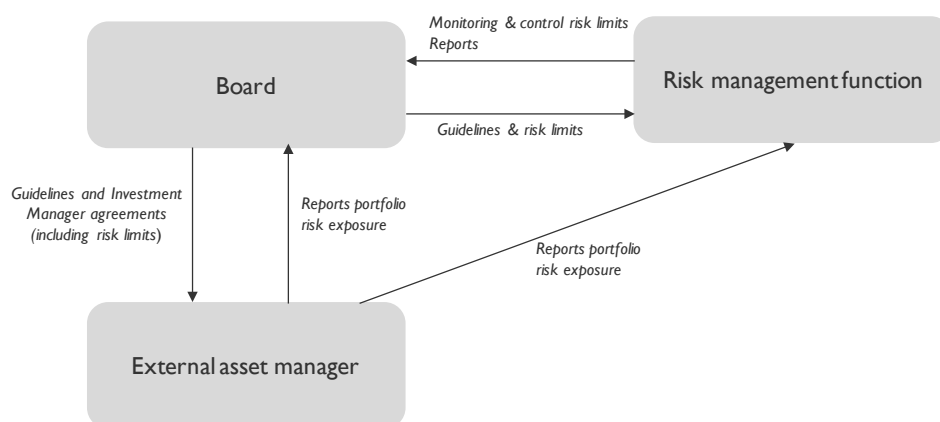 Monitoring & control risk limits
Reports
Board
Risk management function
Guidelines & risk limits
Guidelines and Investment
Manager agreements
(including risk limits)
Reports portfolio
risk exposure
Reports portfolio
risk exposure
External asset manager